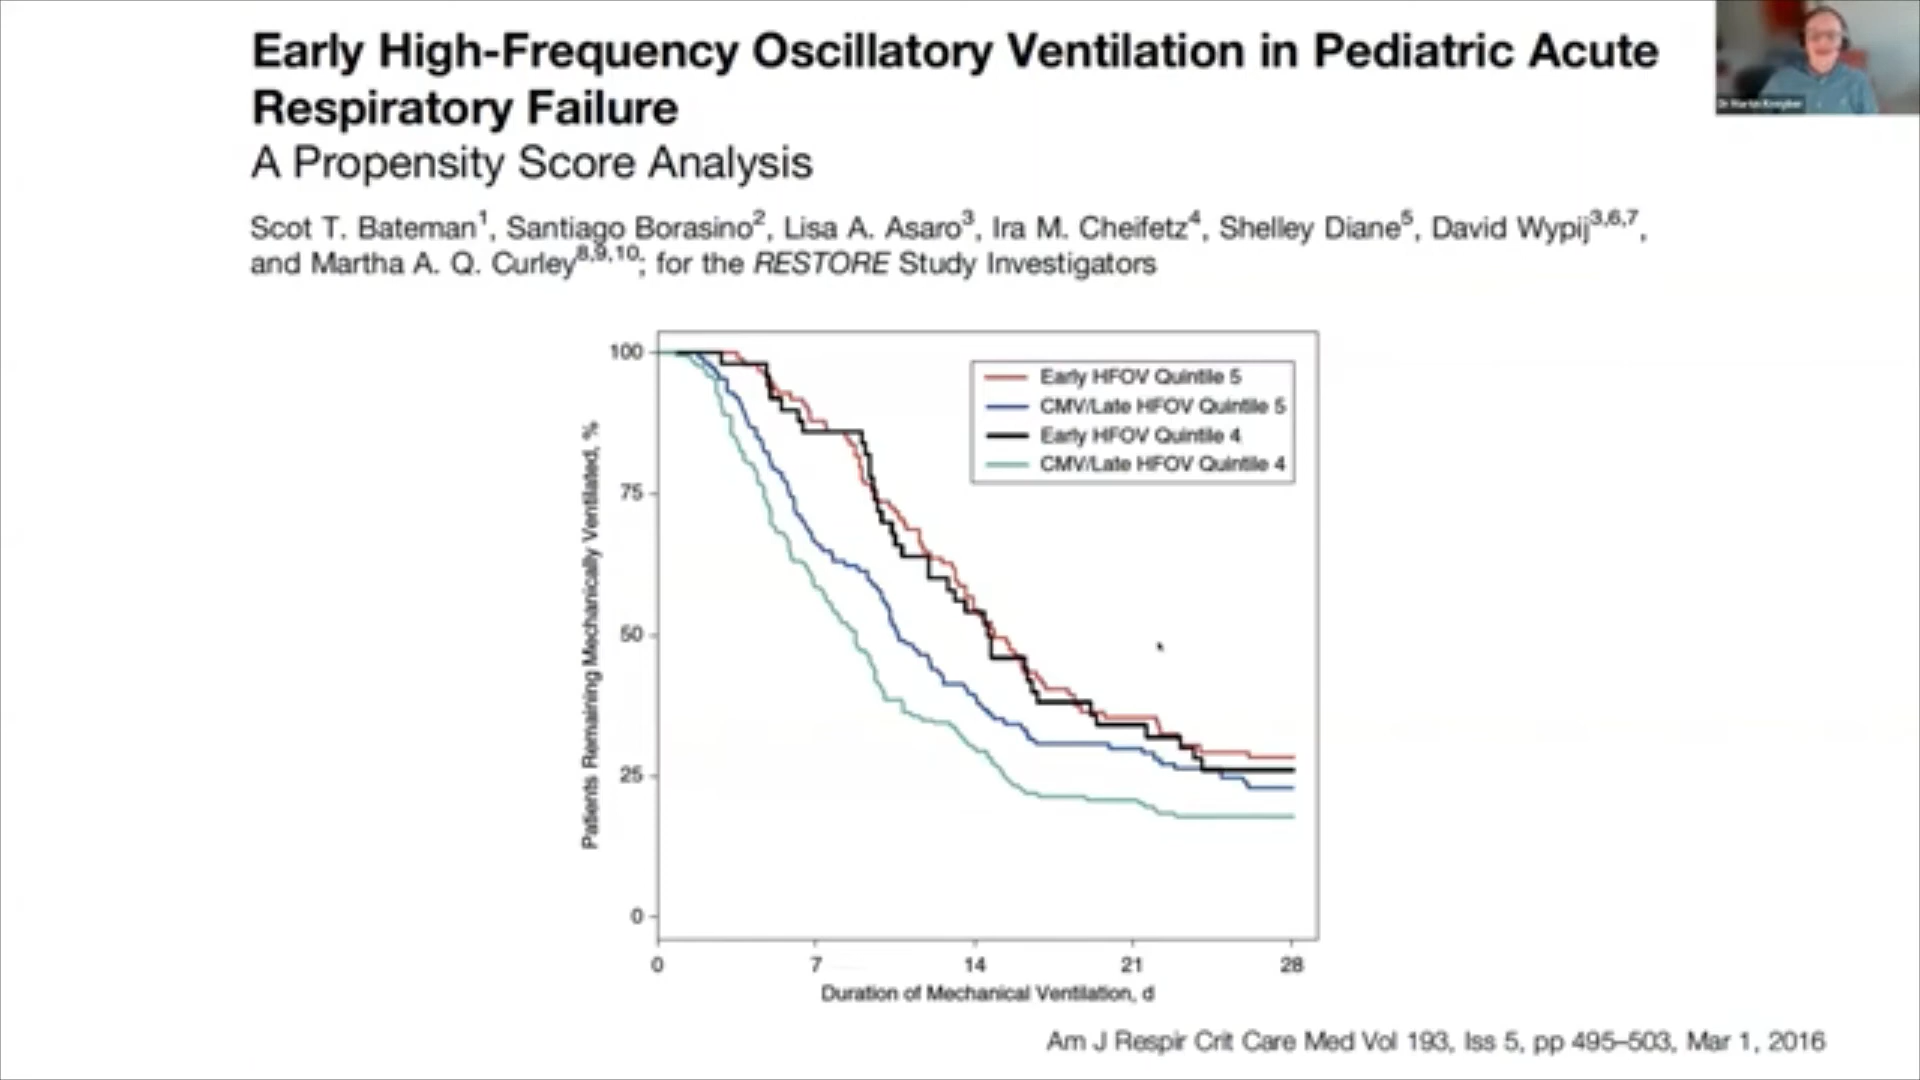 Early High-Frequency Oscillatory Ventilation in Pediatric Acute
Respiratory Failure
A Propensity Score Analysis
Scot T. Bateman1, Santiago Borasino2, Lisa A. Asaro3, Ira M. Cheifetz4, Shelley Diane5, David Wypij3,6,7,
and Martha A. Q. Curley8,9,10; for the RESTORE Study Investigators
Early HFOV Quintile 5
CMV/Late HFOV Quintile 5
Early HFOV Quintile 4
CMV/Late HFOV Quintile 4
Patients Remaining Mechanically Ventilated, %
100
75
50
25
0
0 7 14 21 28
Duration of Mechanical Ventilation, d
Am J Respir Crit Care Med Vol 193, Iss 5, pp 495–503, Mar 1, 2016